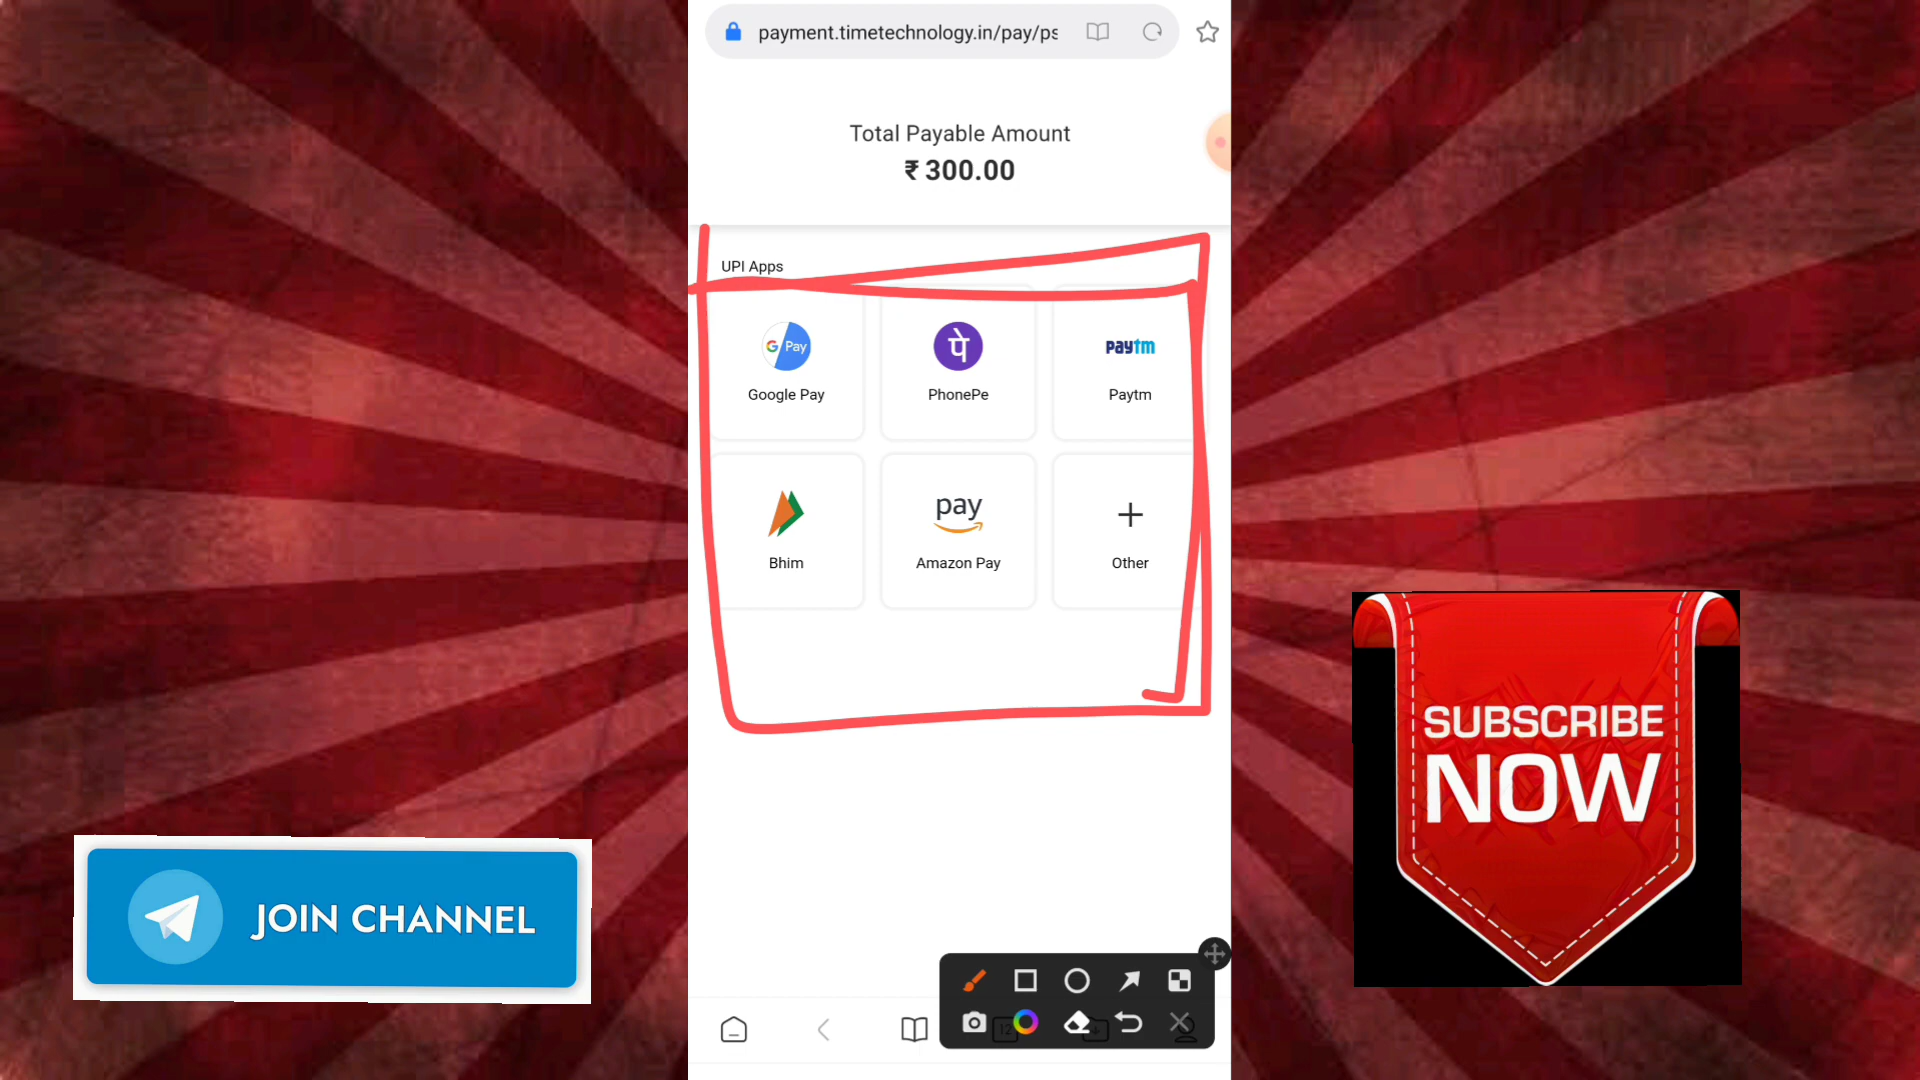 payment.timetechnology.in/pay/ps
Total Payable Amount
₹ 300.00
UPI Apps
G Pay
पे
paytm
Google Pay
PhonePe
Paytm
pay
Bhim
Amazon Pay
Other
SUBSCRIBE
NOW
JOIN CHANNEL
12